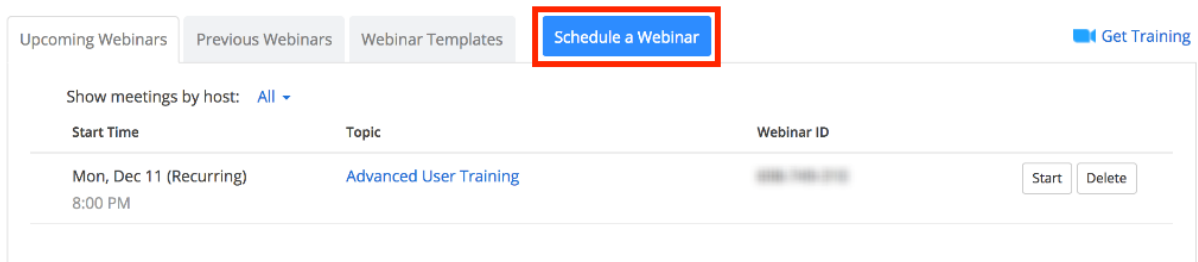 Upcoming Webinars Previous Webinars Webinar Templates Schedule a Webinar Get Training
Show meetings by host: All
Start Time Topic Webinar ID
Mon, Dec 11 (Recurring) Advanced User Training Start Delete
8:00 PM